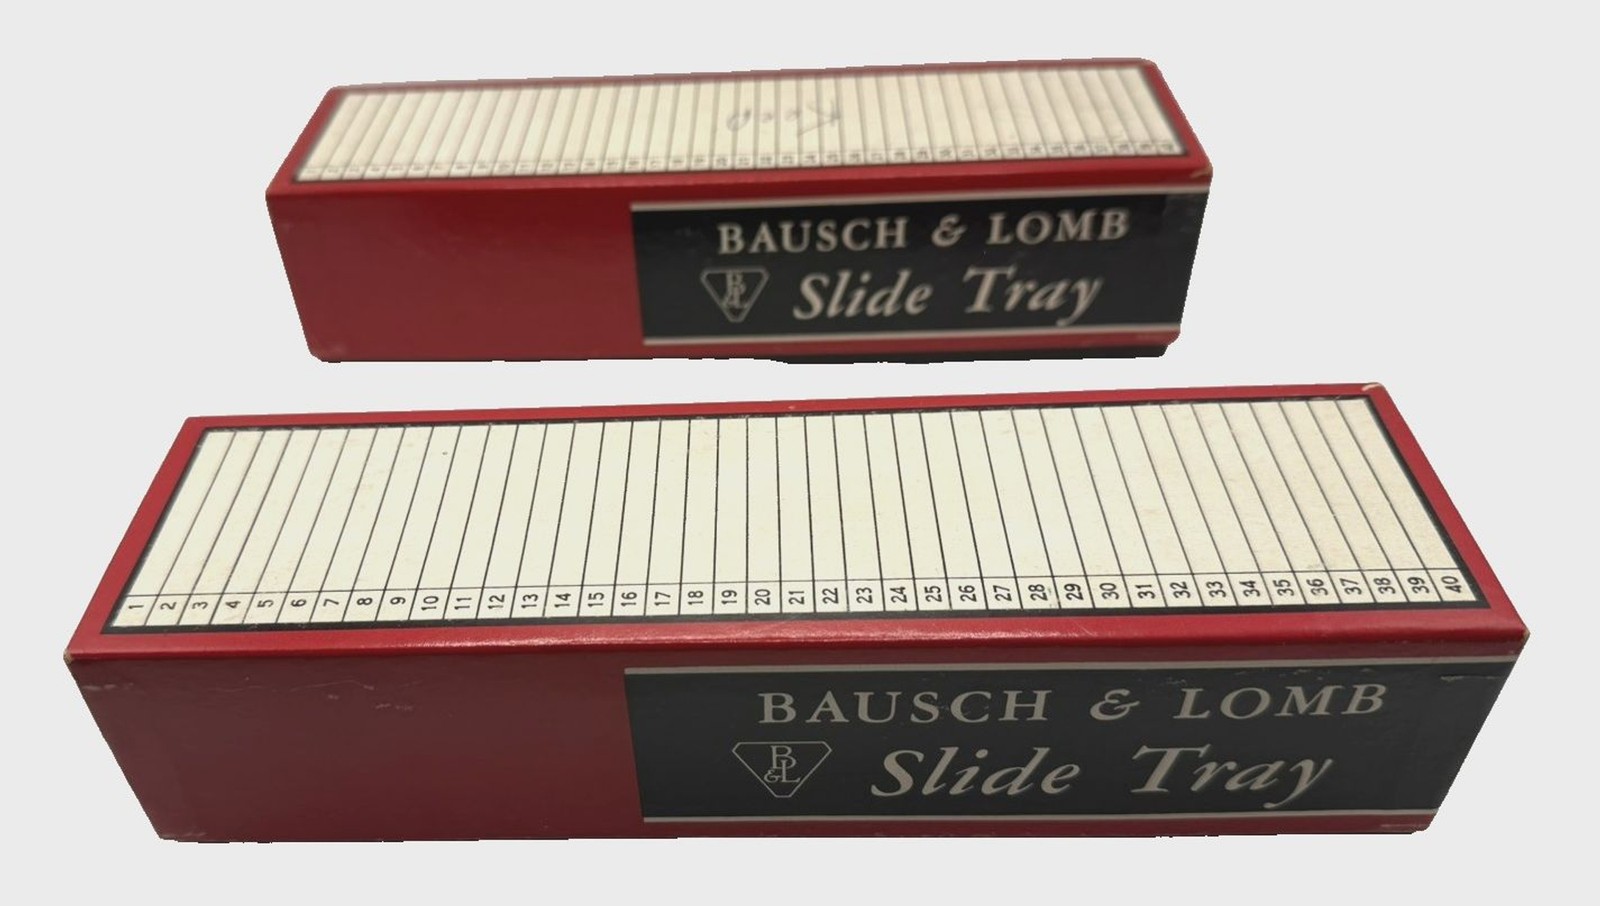 Keep
BAUSCH & LOMB
B&L
Slide Tray
1 2 3 4 5 6 7 8 9 10 11 12 13 14 15 16 17 18 19 20 21 22 23 24 25 26 27 28 29 30 31 32 33 34 35 36 37 38 39 40
BAUSCH & LOMB
B&L
Slide Tray